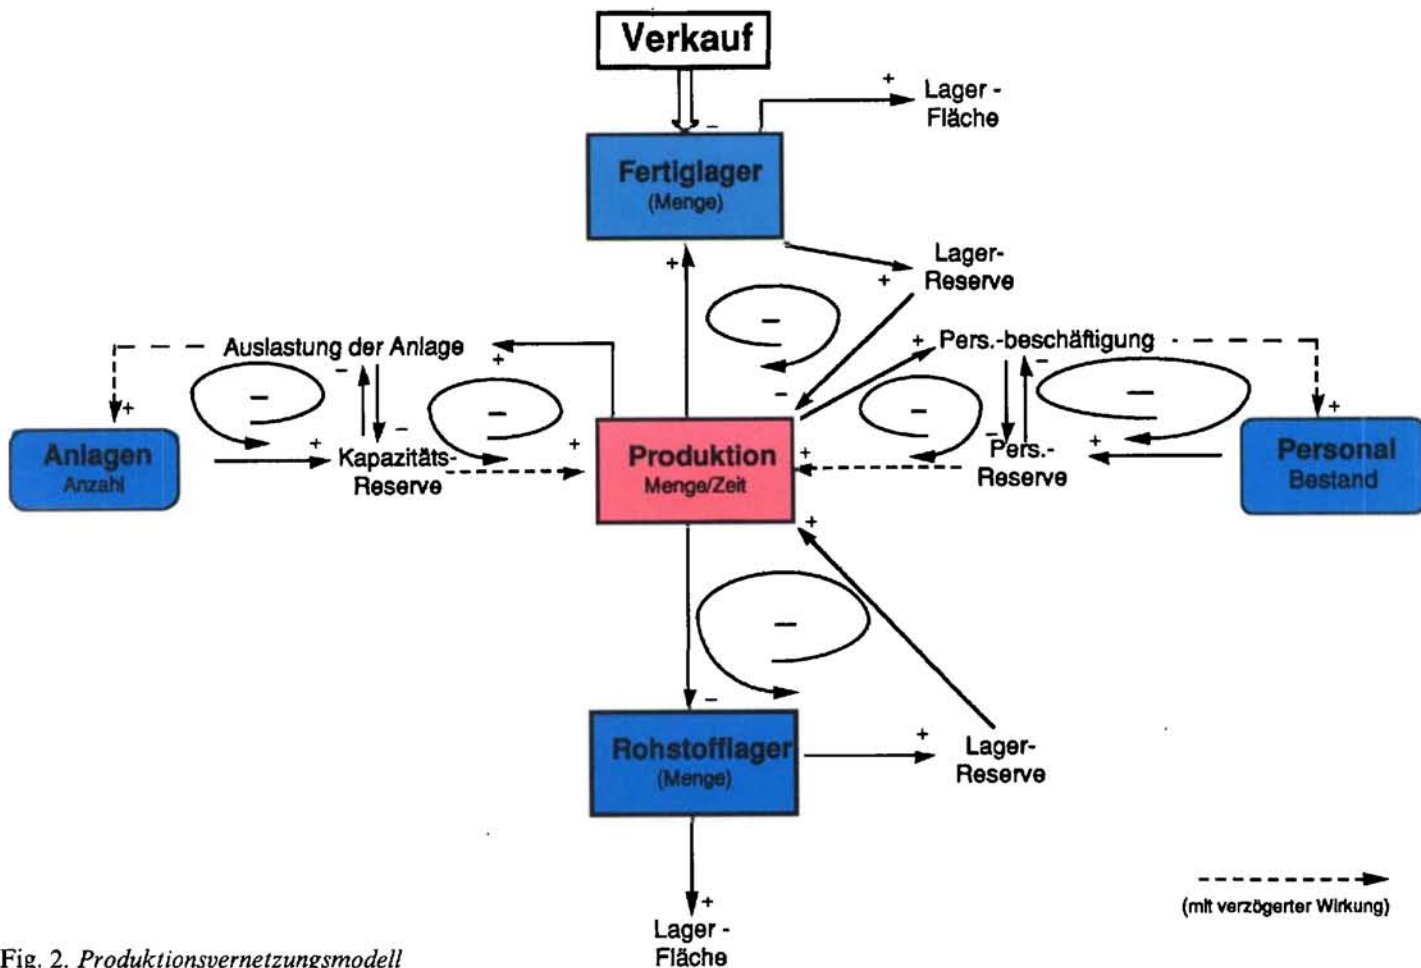 Verkauf
Lager -
Fläche
+
-
Fertiglager
(Menge)
-
Lager-
Reserve
+
+
-
-
Auslastung der Anlage
+
-
-
-
-
+
-
+
Pers.-beschäftigung
-
-
-
-
+
+
Anlagen
Anzahl
+
Kapazitäts-
Reserve
+
Produktion
Menge/Zeit
+
Pers.-
Reserve
+
Personal
Bestand
+
-
-
Rohstofflager
(Menge)
+
Lager-
Reserve
+
Lager -
Fläche
(mit verzögerter Wirkung)
Fig. 2. Produktionsvernetzungsmodell